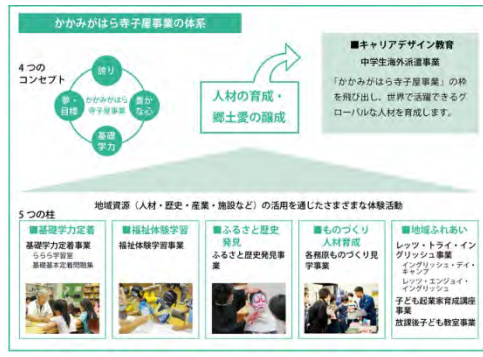 かかみがはら寺子屋事業の体系
4つの
コンセプト
誇り
夢・
目標
かかみがはら
寺子屋事業
豊か
な心
基礎
学力
人材の育成・
郷土愛の醸成
■キャリアデザイン教育
中学生海外派遣事業
「かかみがはら寺子屋事業」の枠
を飛び出し、世界で活躍できるグ
ローバルな人材を育成します。
地域資源（人材・歴史・産業・施設など）の活用を通じたさまざまな体験活動
5つの柱
■基礎学力定着
基礎学力定着事業
ららら学習室
基礎基本定着問題集
■福祉体験学習
福祉体験学習事業
■ふるさと歴史
発見
ふるさと歴史発見事
業
■ものづくり
人材育成
各務原ものづくり見
学事業
■地域ふれあい
レッツ・トライ・イン
グリッシュ事業
イングリッシュ・デイ・
キャンプ
レッツ・エンジョイ・
イングリッシュ
子ども起業家育成講座
事業
放課後子ども教室事業